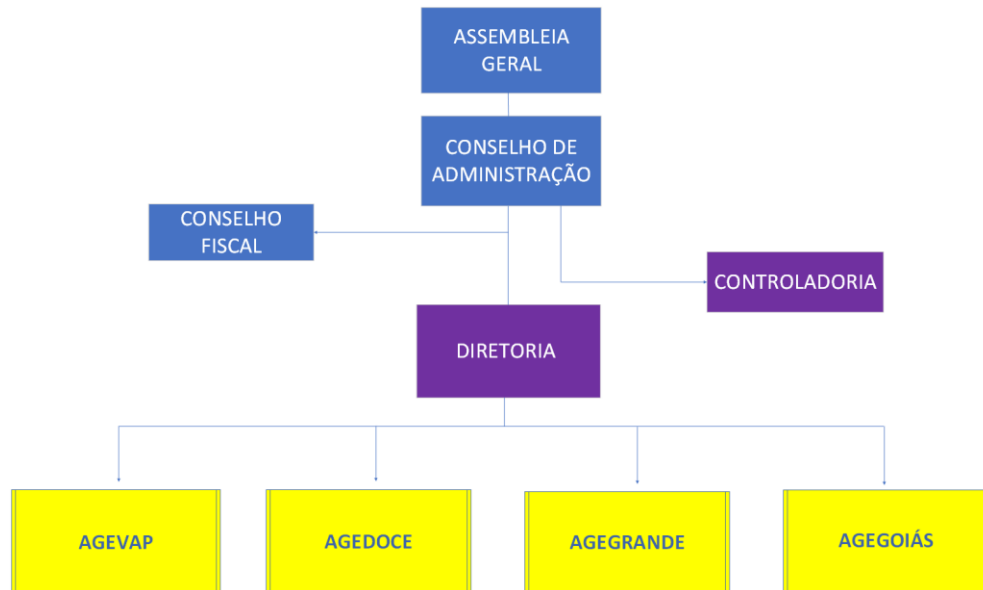 ASSEMBLEIA
GERAL
CONSELHO DE
ADMINISTRAÇÃO
CONSELHO
FISCAL
CONTROLADORIA
DIRETORIA
AGEVAP
AGEDOCE
AGEGRANDE
AGEGOIÁS